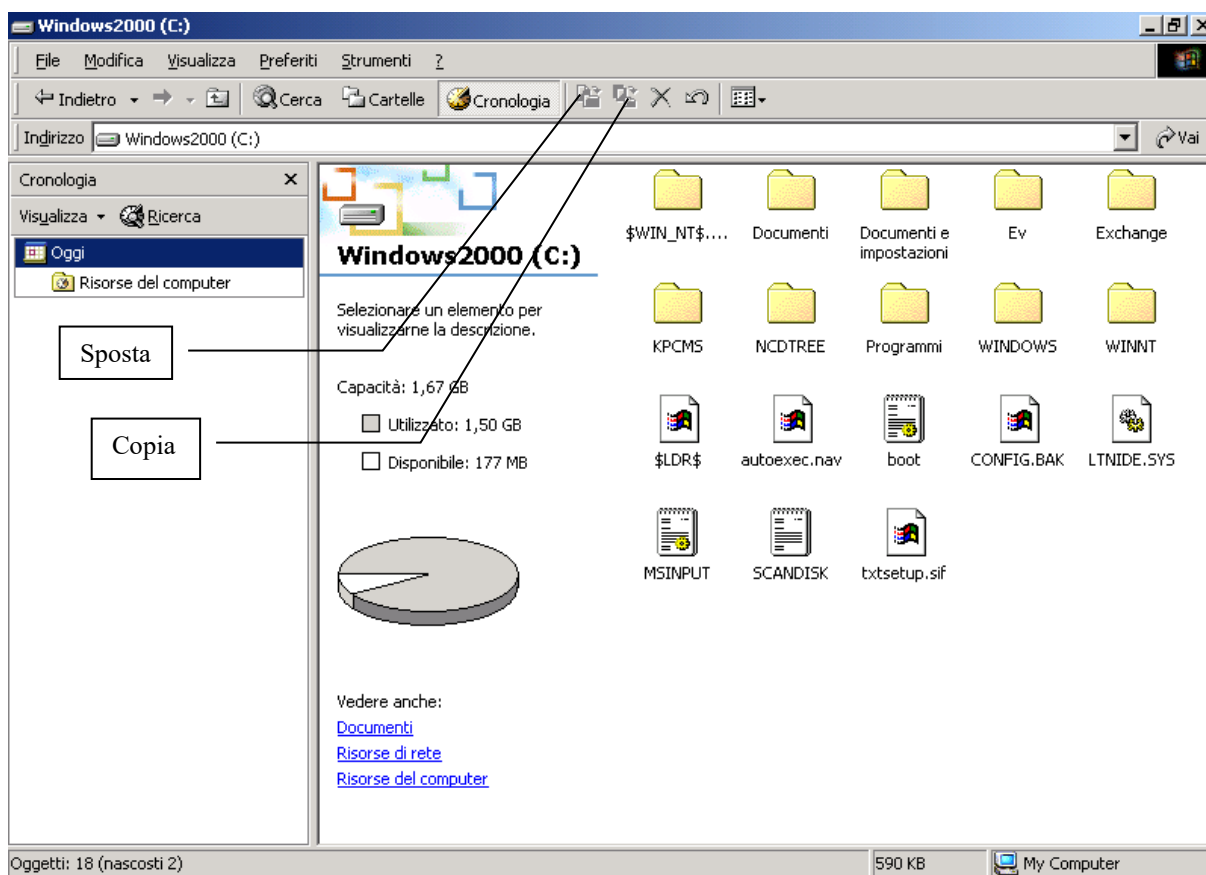 Windows2000 (C:)
File Modifica Visualizza Preferiti Strumenti ?
Indietro Cerca Cartelle Cronologia
Indirizzo Windows2000 (C:) Vai
Cronologia
Visualizza Ricerca
Oggi
Risorse del computer
Sposta
Copia
Windows2000 (C:)
Selezionare un elemento per
visualizzarne la descrizione.
Capacità: 1,67 GB
Utilizzato: 1,50 GB
Disponibile: 177 MB
Vedere anche:
Documenti
Risorse di rete
Risorse del computer
$WIN_NT$.... Documenti Documenti e Ev Exchange
impostazioni
KPCMS NCDTREE Programmi WINDOWS WINNT
$LDR$ autoexec.nav boot CONFIG.BAK LTNIDE.SYS
MSINPUT SCANDISK txtsetup.sif
Oggetti: 18 (nascosti 2) 590 KB My Computer